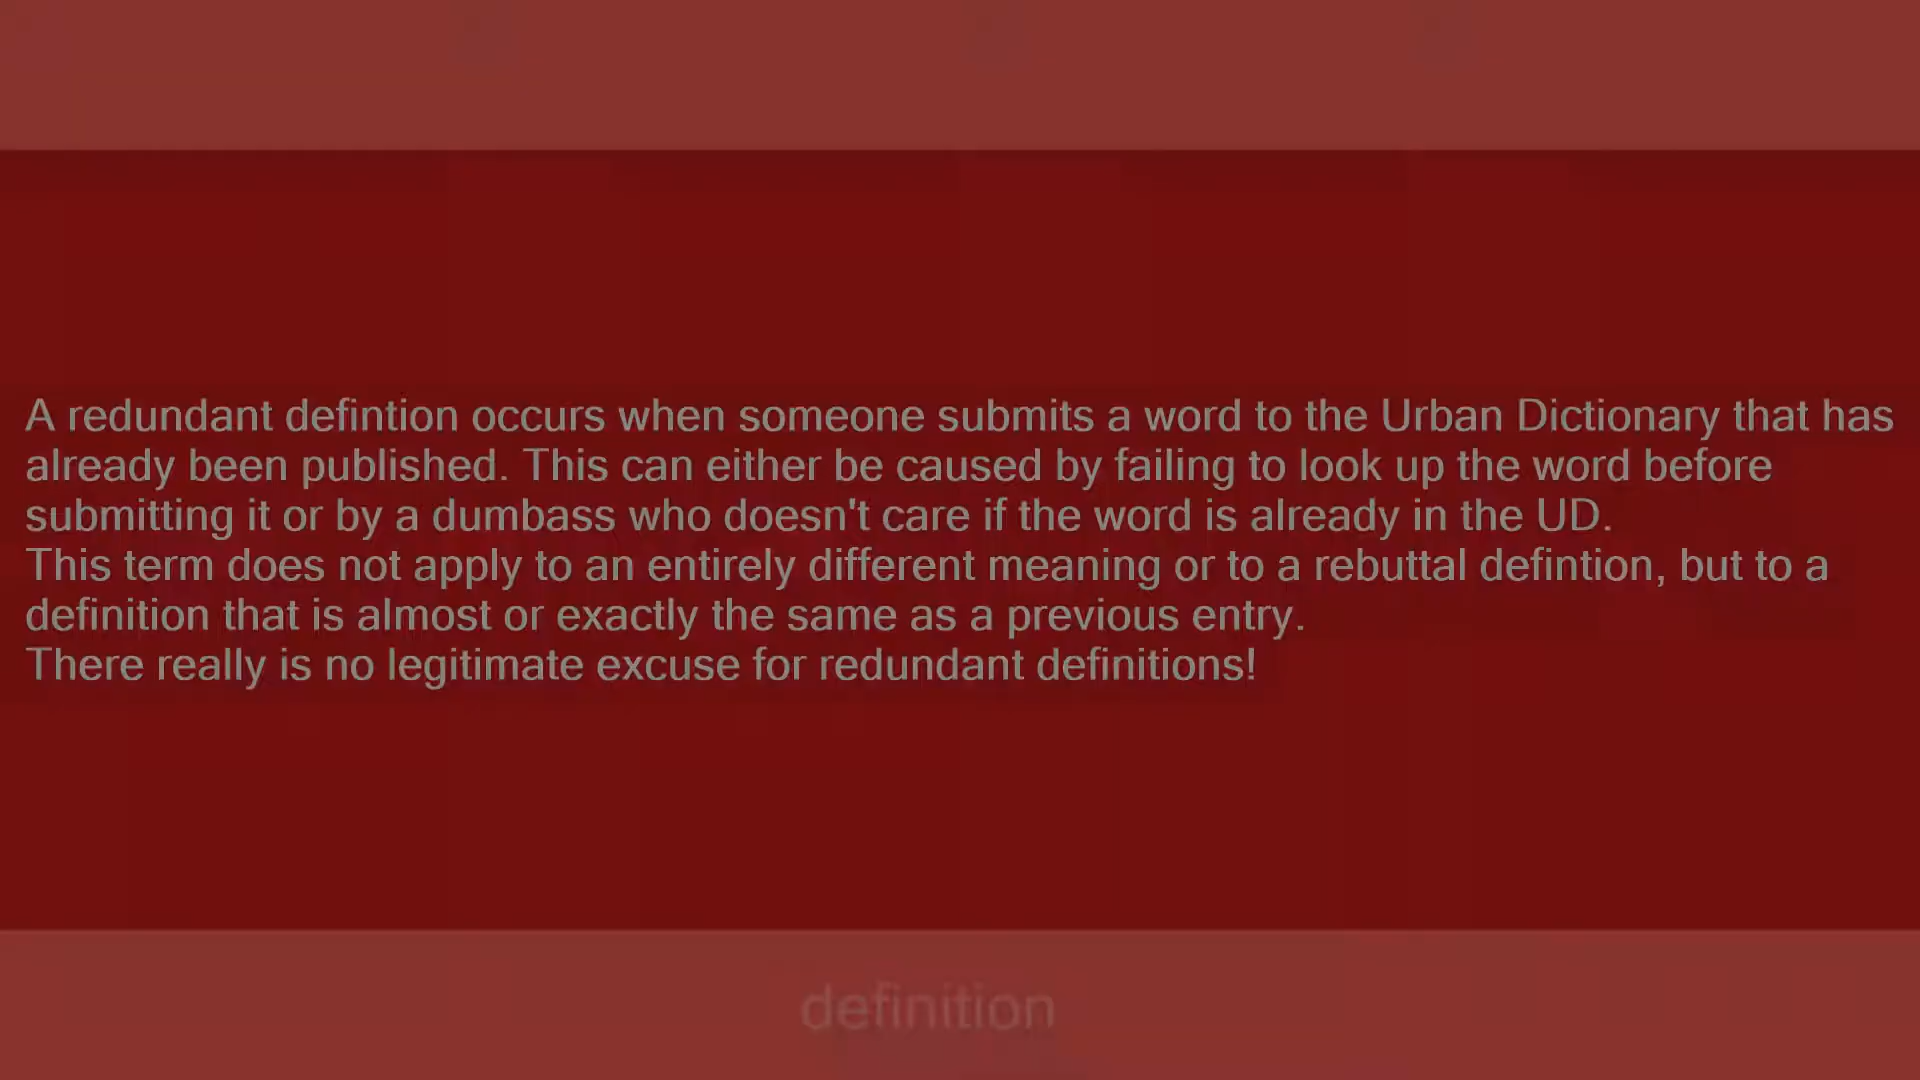 A redundant defintion occurs when someone submits a word to the Urban Dictionary that has
already been published. This can either be caused by failing to look up the word before
submitting it or by a dumbass who doesn't care if the word is already in the UD.
This term does not apply to an entirely different meaning or to a rebuttal defintion, but to a
definition that is almost or exactly the same as a previous entry.
There really is no legitimate excuse for redundant definitions!
definition